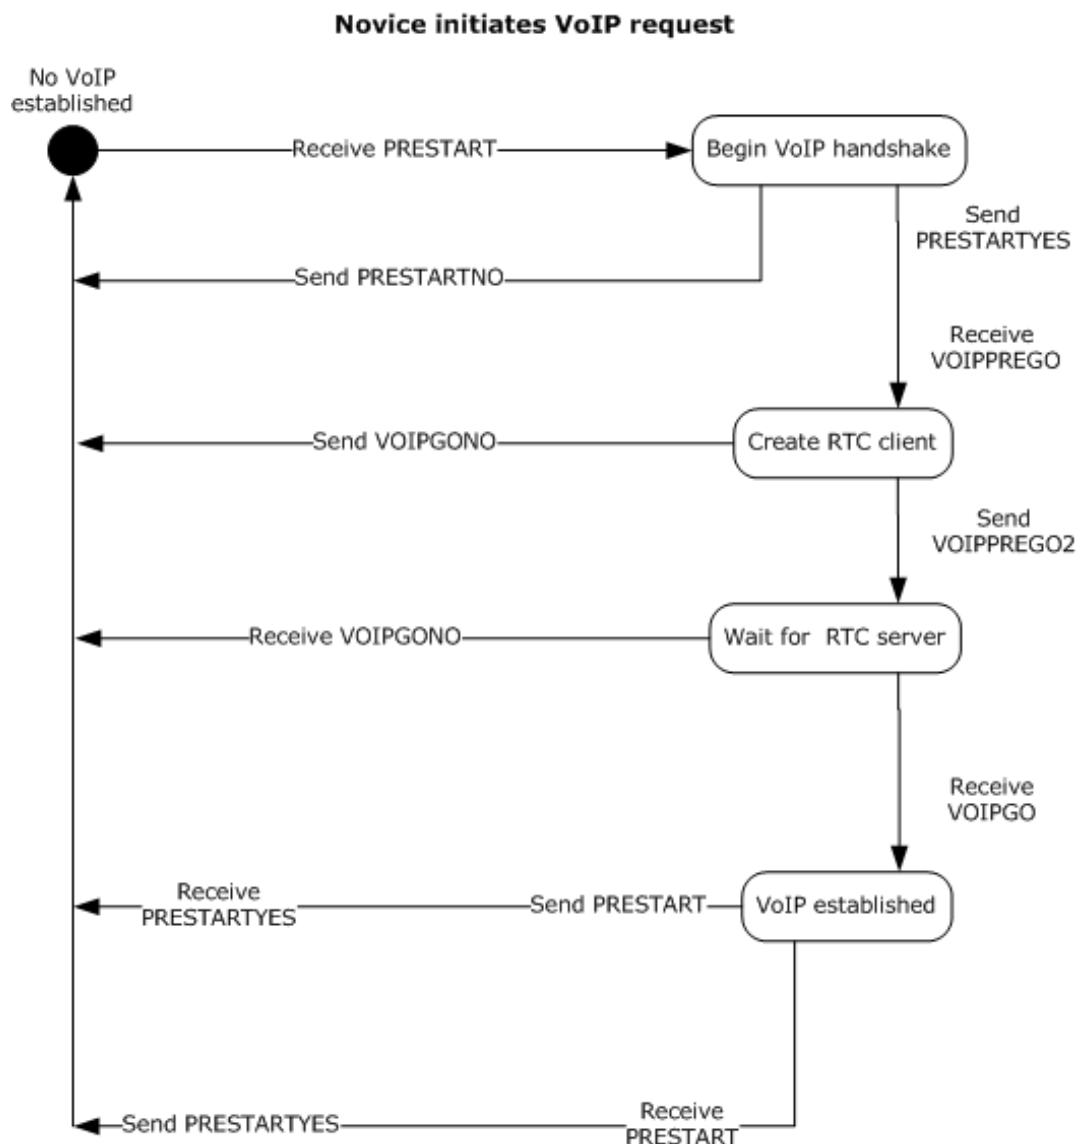 Novice initiates VoIP request
No VoIP
established
Receive PRESTART
Begin VoIP handshake
Send
PRESTARTYES
Send PRESTARTNO
Receive
VOIPPREGO
Send VOIPGONO
Create RTC client
Send
VOIPPREGO2
Receive VOIPGONO
Wait for RTC server
Receive
VOIPGO
Receive
PRESTARTYES
Send PRESTART
VoIP established
Send PRESTARTYES
Receive
PRESTART